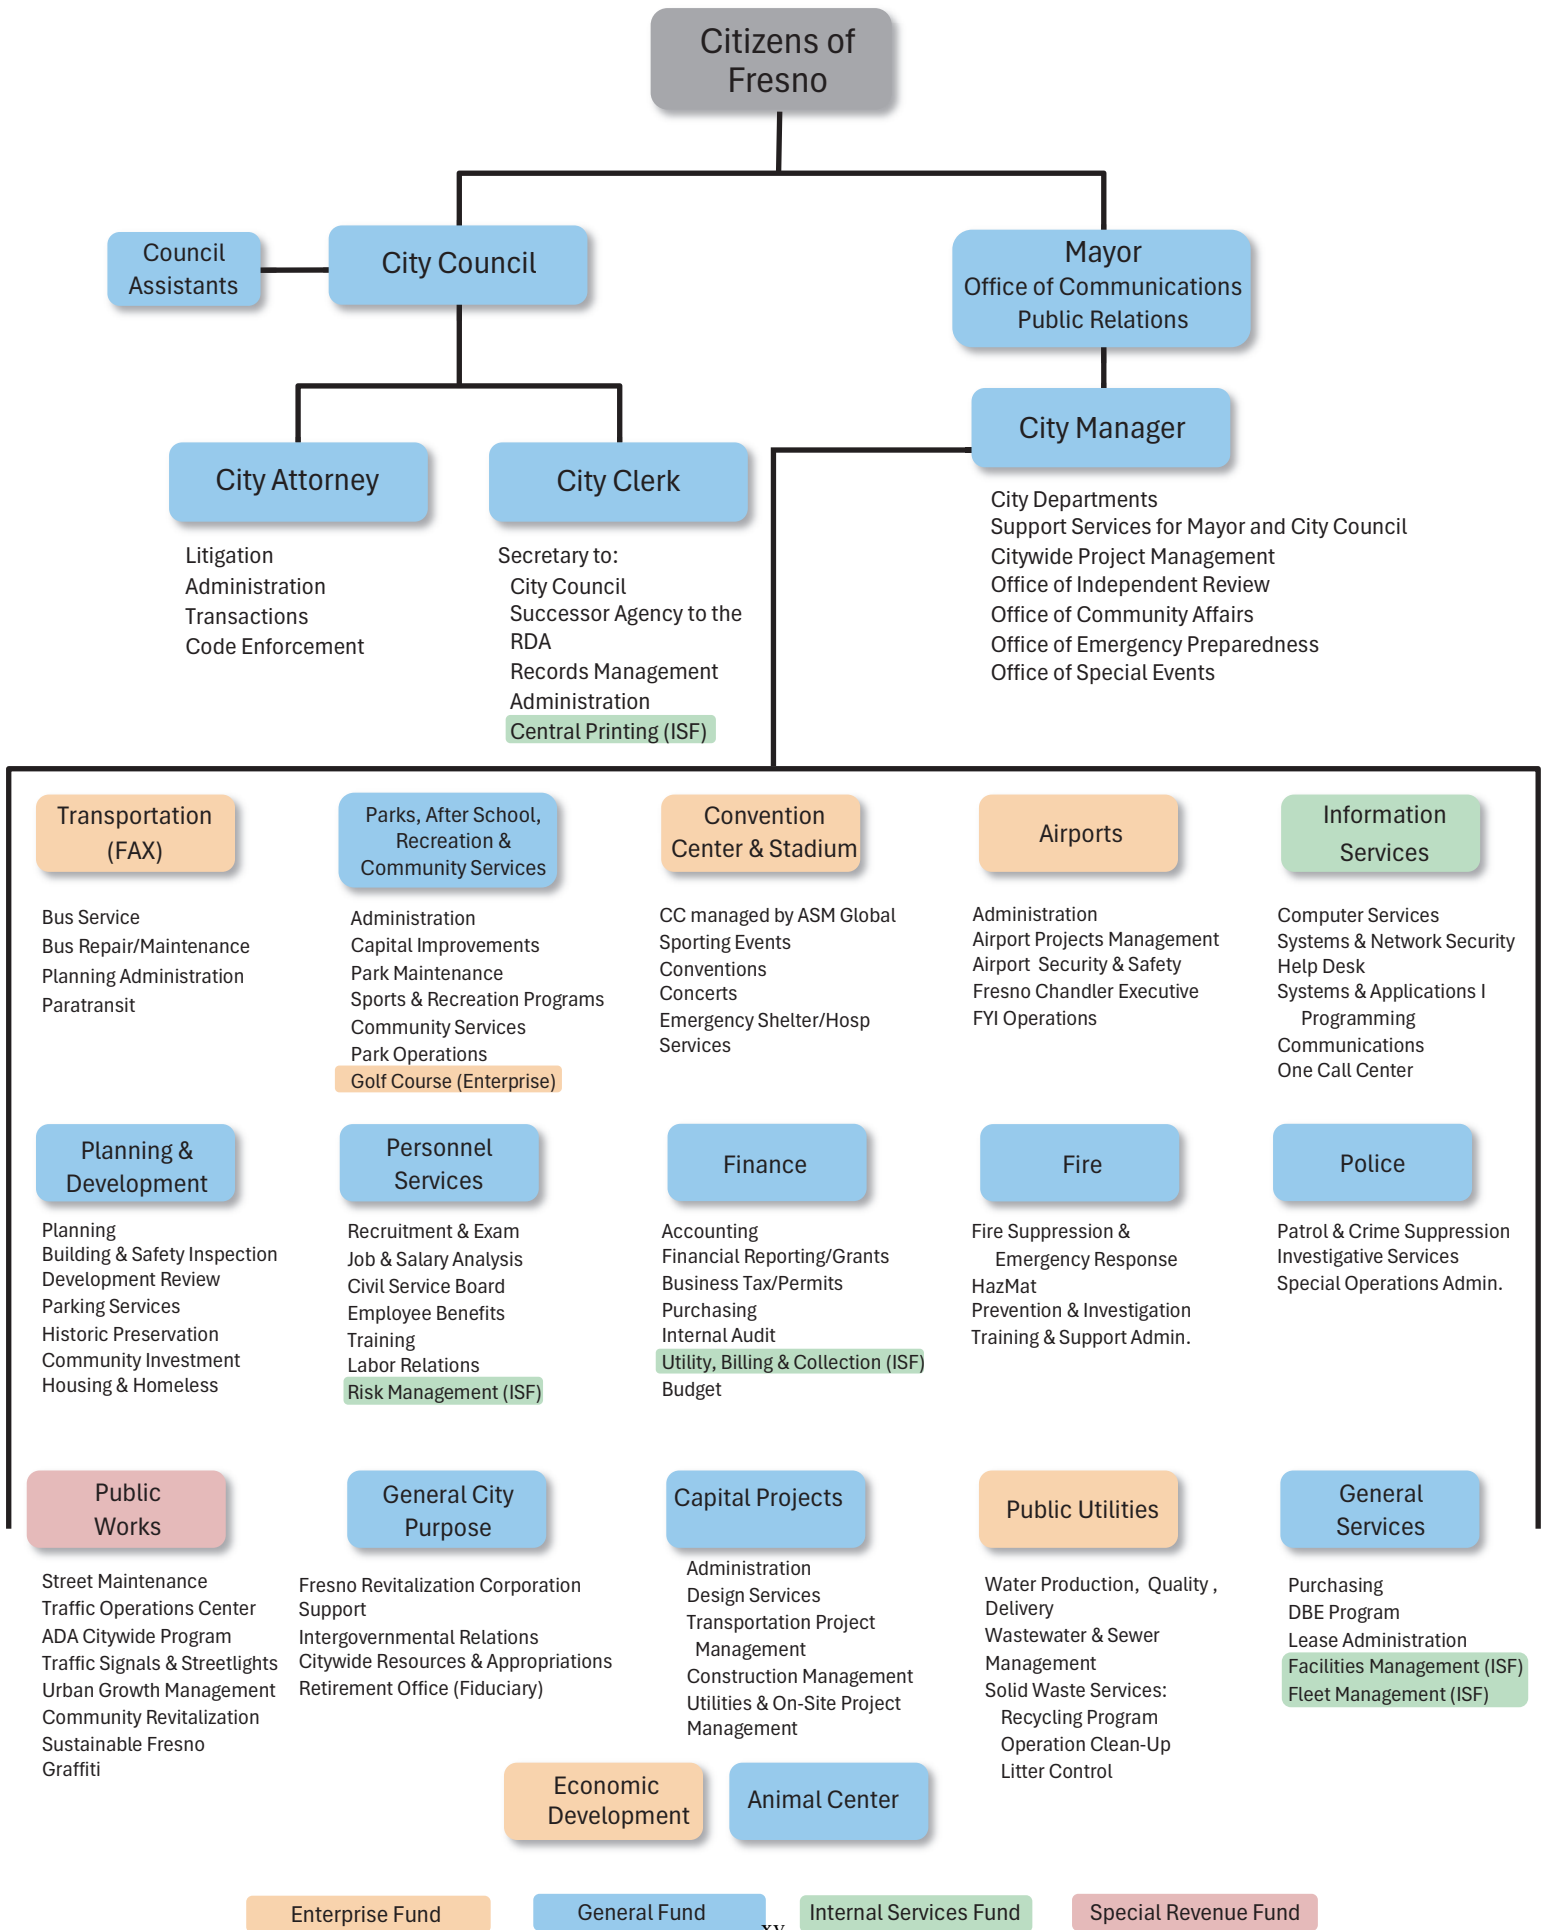 Citizens of
Fresno
Council
Assistants
City Council
Mayor
Office of Communications
Public Relations
City Manager
City Departments
Support Services for Mayor and City Council
Citywide Project Management
Office of Independent Review
Office of Community Affairs
Office of Emergency Preparedness
Office of Special Events
City Attorney
Litigation
Administration
Transactions
Code Enforcement
City Clerk
Secretary to:
City Council
Successor Agency to the
RDA
Records Management
Administration
Central Printing (ISF)
Transportation
(FAX)
Bus Service
Bus Repair/Maintenance
Planning Administration
Paratransit
Parks, After School,
Recreation &
Community Services
Administration
Capital Improvements
Park Maintenance
Sports & Recreation Programs
Community Services
Park Operations
Golf Course (Enterprise)
Convention
Center & Stadium
CC managed by ASM Global
Sporting Events
Conventions
Concerts
Emergency Shelter/Hosp
Services
Airports
Administration
Airport Projects Management
Airport Security & Safety
Fresno Chandler Executive
FYI Operations
Information
Services
Computer Services
Systems & Network Security
Help Desk
Systems & Applications I
Programming
Communications
One Call Center
Planning &
Development
Planning
Building & Safety Inspection
Development Review
Parking Services
Historic Preservation
Community Investment
Housing & Homeless
Personnel
Services
Recruitment & Exam
Job & Salary Analysis
Civil Service Board
Employee Benefits
Training
Labor Relations
Risk Management (ISF)
Finance
Accounting
Financial Reporting/Grants
Business Tax/Permits
Purchasing
Internal Audit
Utility, Billing & Collection (ISF)
Budget
Fire
Fire Suppression &
Emergency Response
HazMat
Prevention & Investigation
Training & Support Admin.
Police
Patrol & Crime Suppression
Investigative Services
Special Operations Admin.
Public
Works
Street Maintenance
Traffic Operations Center
ADA Citywide Program
Traffic Signals & Streetlights
Urban Growth Management
Community Revitalization
Sustainable Fresno
Graffiti
General City
Purpose
Fresno Revitalization Corporation
Support
Intergovernmental Relations
Citywide Resources & Appropriations
Retirement Office (Fiduciary)
Capital Projects
Administration
Design Services
Transportation Project
Management
Construction Management
Utilities & On-Site Project
Management
Public Utilities
Water Production, Quality ,
Delivery
Wastewater & Sewer
Management
Solid Waste Services:
Recycling Program
Operation Clean-Up
Litter Control
General
Services
Purchasing
DBE Program
Lease Administration
Facilities Management (ISF)
Fleet Management (ISF)
Economic
Development
Animal Center
Enterprise Fund
General Fund
Internal Services Fund
Special Revenue Fund